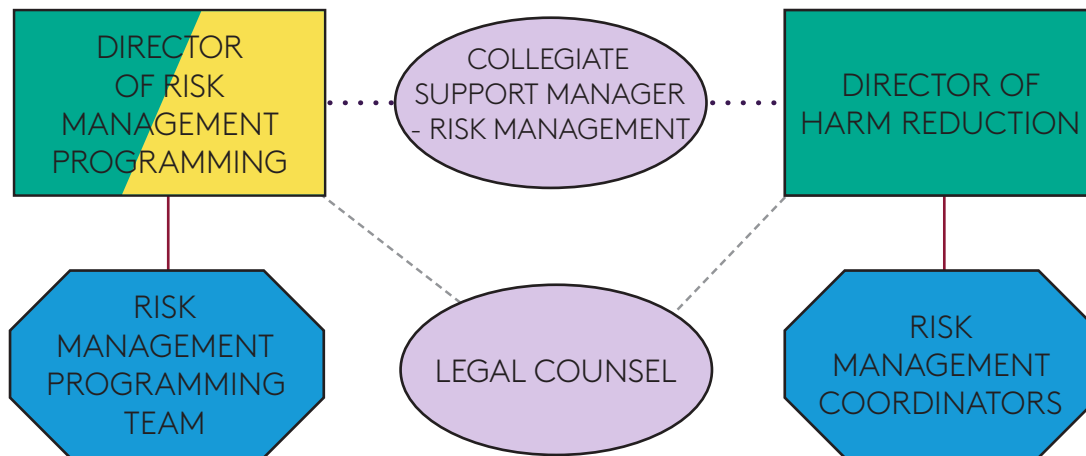 DIRECTOR
OF RISK
MANAGEMENT
PROGRAMMING
COLLEGIATE
SUPPORT MANAGER
- RISK MANAGEMENT
DIRECTOR OF
HARM REDUCTION
RISK
MANAGEMENT
PROGRAMMING
TEAM
LEGAL COUNSEL
RISK
MANAGEMENT
COORDINATORS